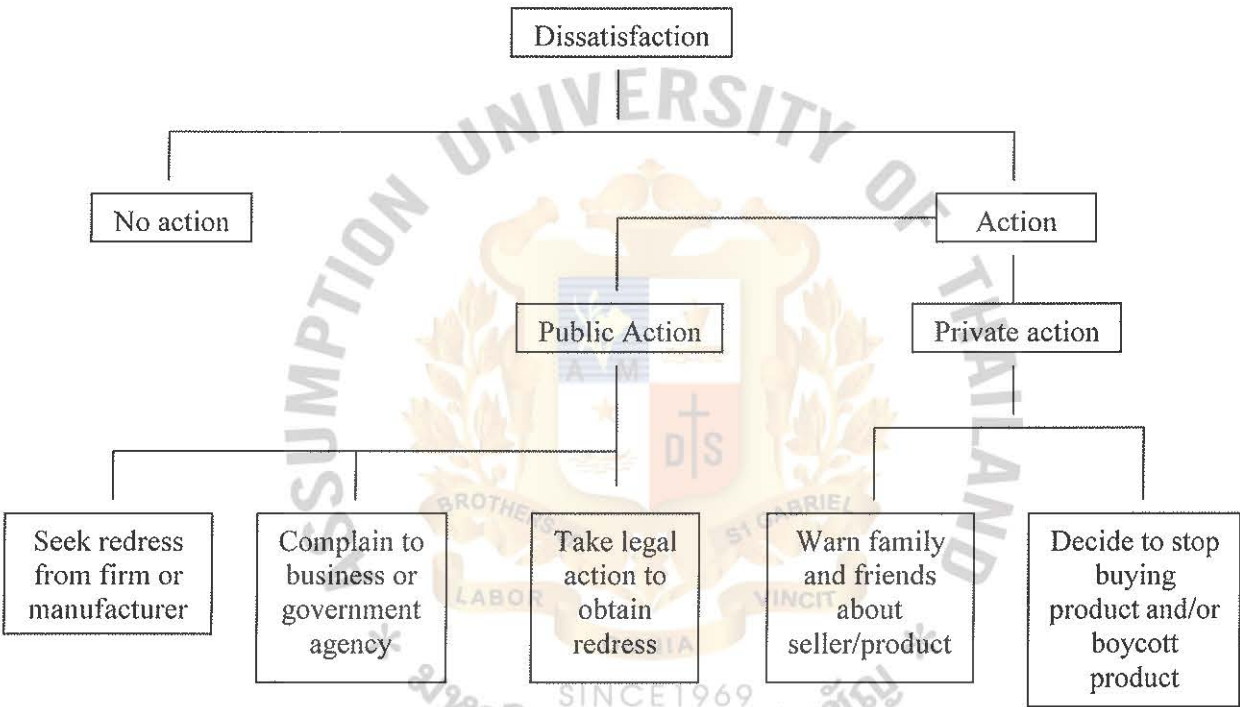 Dissatisfaction
No action
Action
Public Action
Private action
Seek redress
from firm or
manufacturer
Complain to
business or
government
agency
Take legal
action to
obtain
redress
Warn family
and friends
about
seller/product
Decide to stop
buying
product and/or
boycott
product
ASSUMPTION UNIVERSITY OF THAILAND
A M
D S
BROTHERS
ST GABRIEL
LABOR
VINCIT
SINCE1969